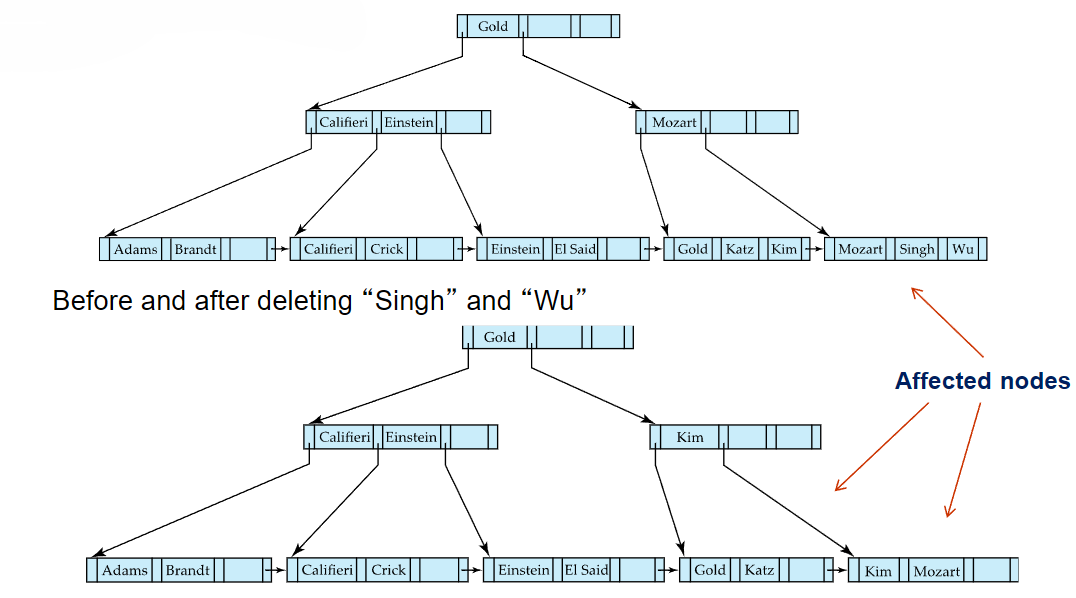 Gold
Califieri Einstein
Mozart
Adams Brandt
Califieri Crick
Einstein El Said
Gold Katz Kim
Mozart Singh Wu
Before and after deleting “Singh” and “Wu”
Gold
Affected nodes
Califieri Einstein
Kim
Adams Brandt
Califieri Crick
Einstein El Said
Gold Katz
Kim Mozart